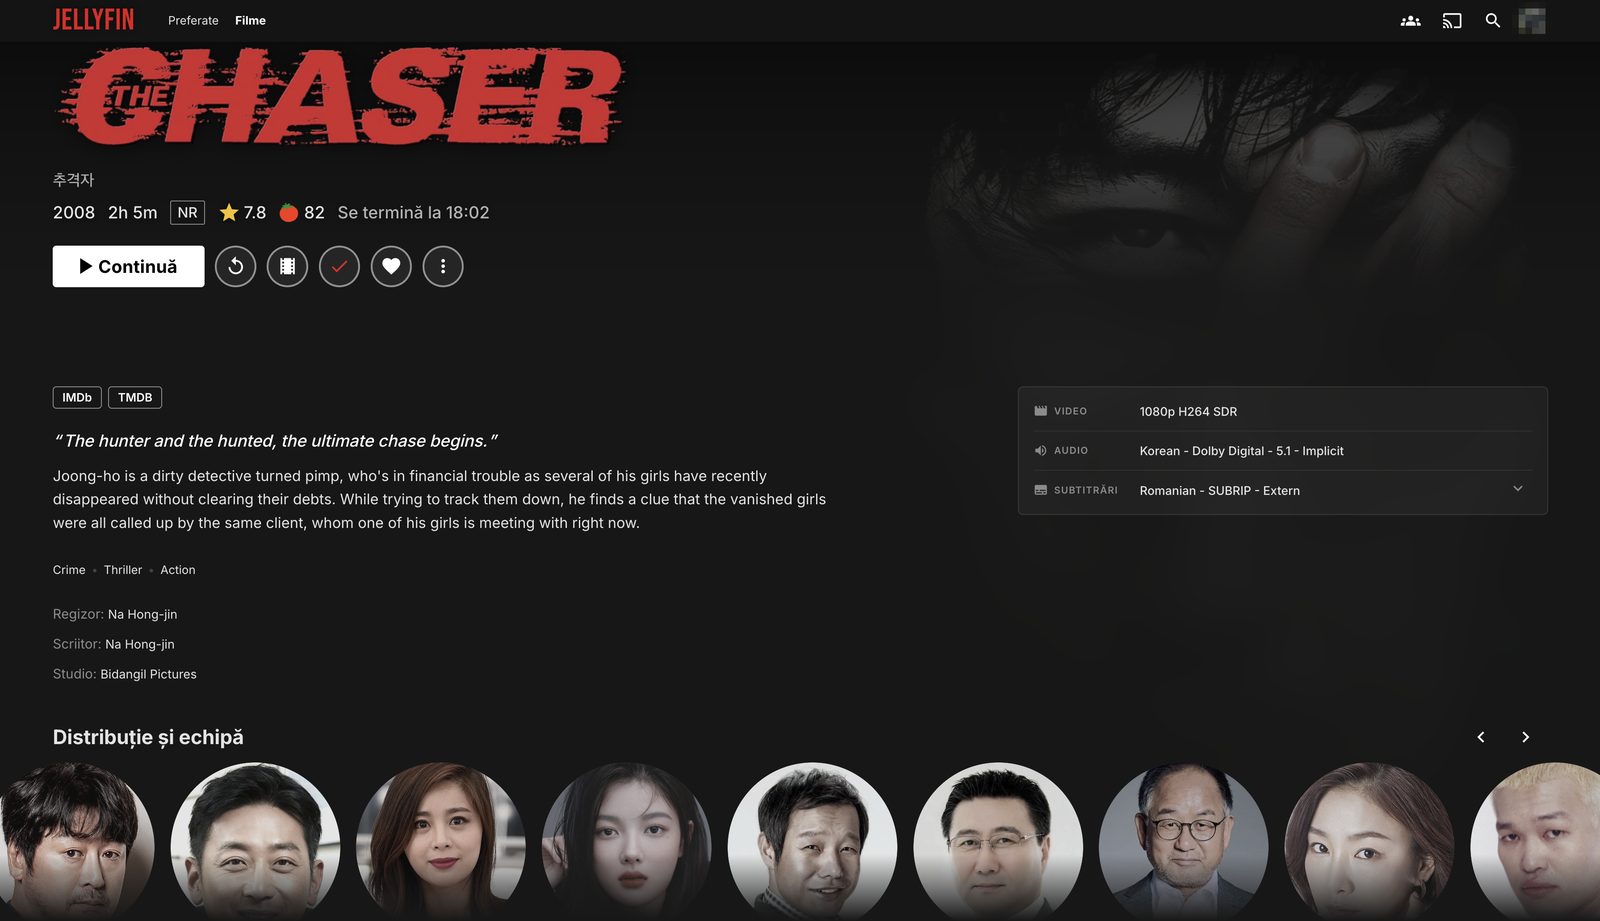 JELLYFIN
Preferate
Filme
THE CHASER
추격자
2008 2h 5m NR 7.8 82 Se termină la 18:02
Continuă
IMDb TMDB
“The hunter and the hunted, the ultimate chase begins.”
Joong-ho is a dirty detective turned pimp, who's in financial trouble as several of his girls have recently
disappeared without clearing their debts. While trying to track them down, he finds a clue that the vanished girls
were all called up by the same client, whom one of his girls is meeting with right now.
Crime • Thriller • Action
Regizor: Na Hong-jin
Scriitor: Na Hong-jin
Studio: Bidangil Pictures
VIDEO 1080p H264 SDR
AUDIO Korean - Dolby Digital - 5.1 - Implicit
SUBTITRĂRI Romanian - SUBRIP - Extern
Distribuție și echipă